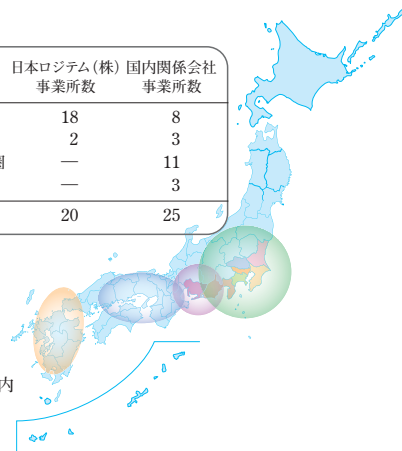 日本ロジテム(株) 国内関係会社
事業所数 事業所数
18 8
2 3
圏 — 11
— 3
20 25
内